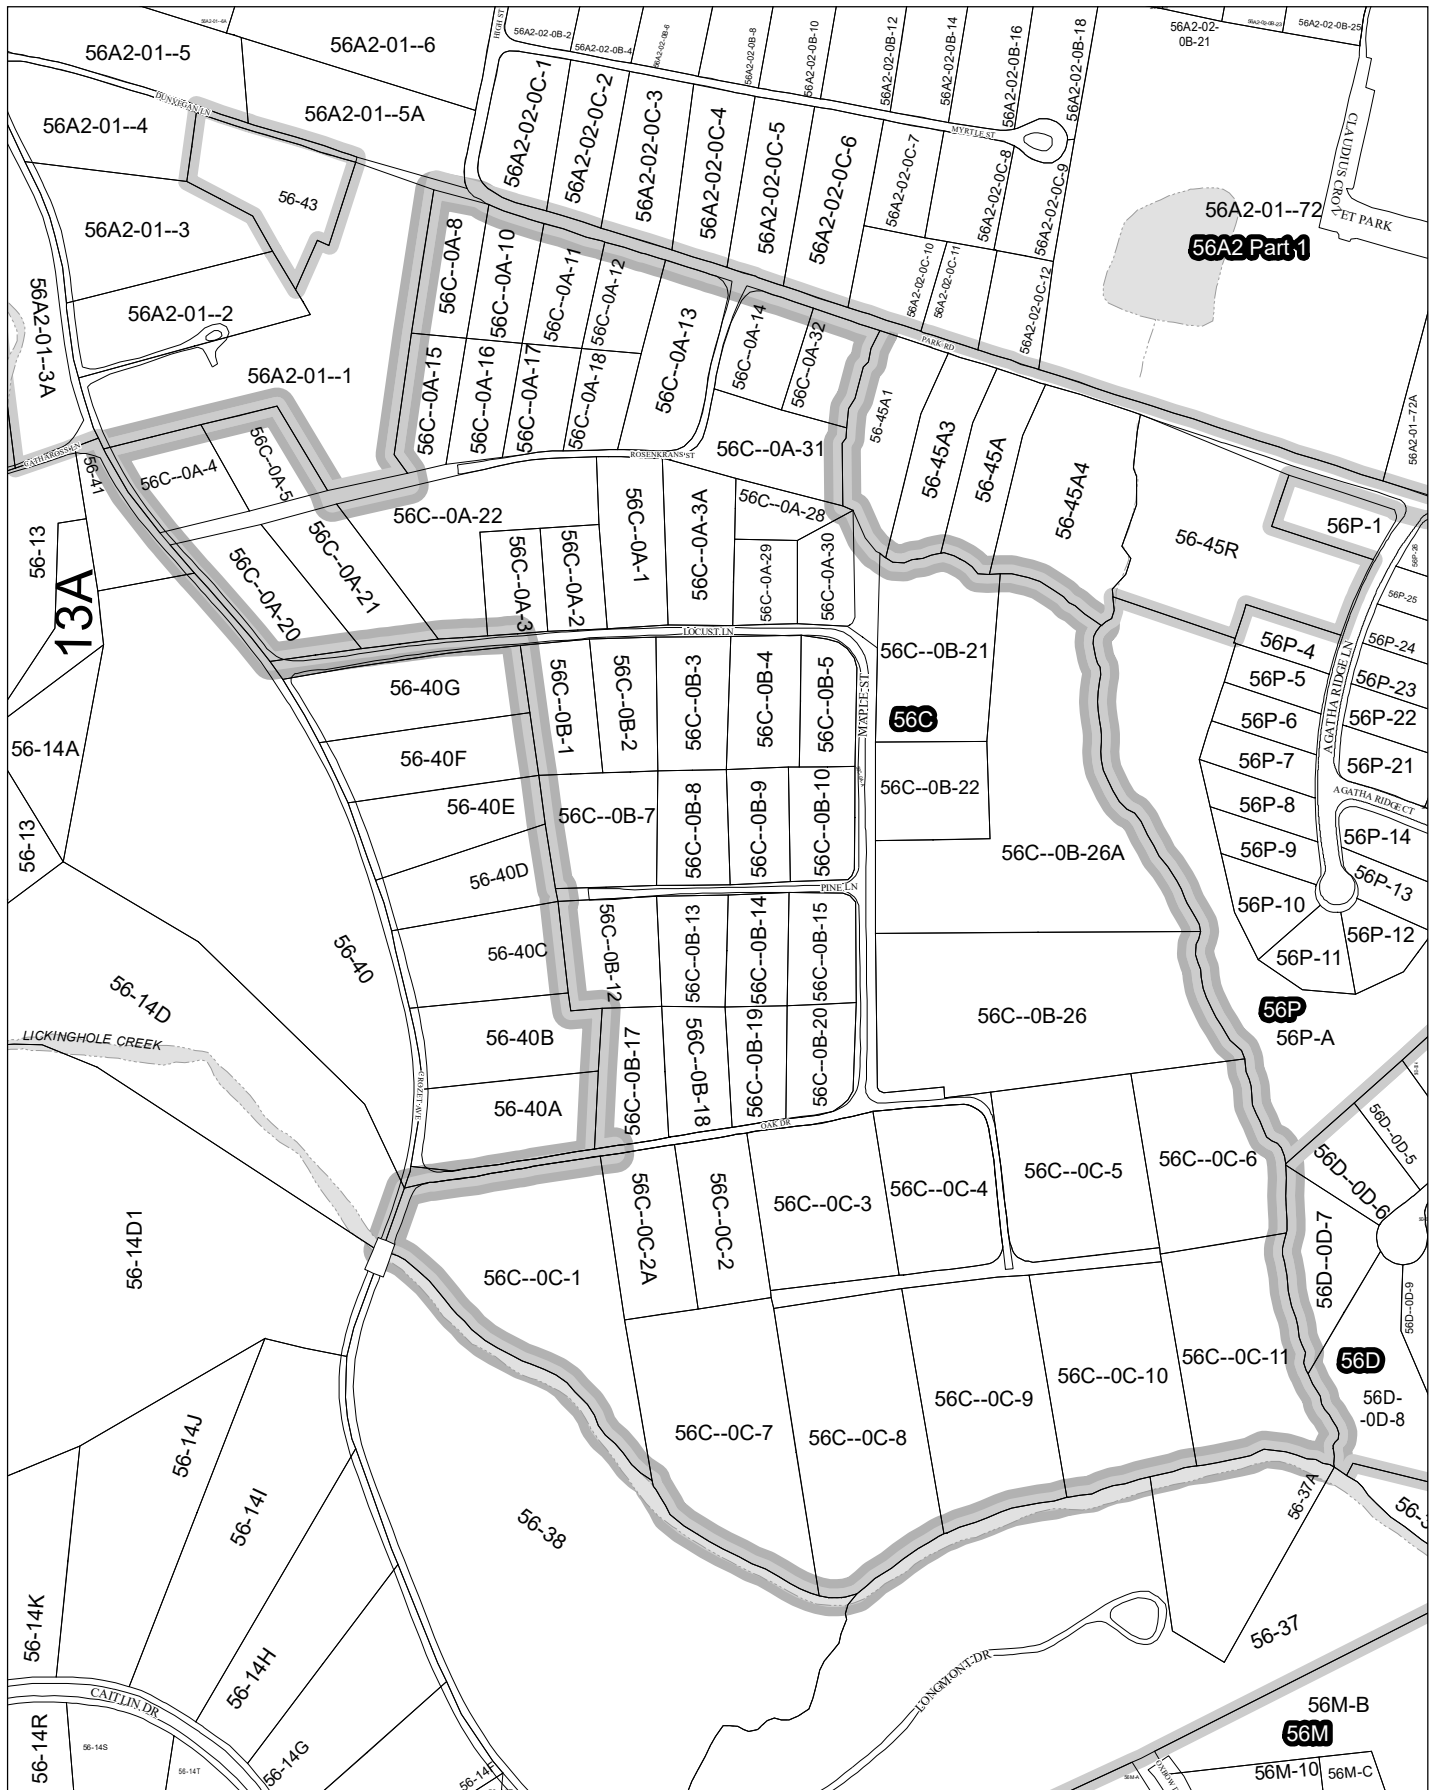 56A2-01--5
56A2-01--6
HIGH ST
56A2-02-0B-2
56A2-02-0B-4
56A2-02-0B-6
56A2-02-0B-8
56A2-02-0B-10
56A2-02-0B-12
56A2-02-0B-14
56A2-02-0B-16
56A2-02-0B-18
56A2-02-
0B-21
56A2-02-0B-23
56A2-02-0B-25
DUNVEGAN LN
56A2-01--4
56A2-01--5A
56A2-02-0C-1
56A2-02-0C-2
56A2-02-0C-3
56A2-02-0C-4
56A2-02-0C-5
56A2-02-0C-6
56A2-02-0C-7
56A2-02-0C-8
56A2-02-0C-9
MYRTLE ST
CLAUDIUS CROZET PARK
56-43
56A2-01--72
56A2 Part 1
56A2-01--3
56A2-01--3A
56A2-01--2
56A2-01--1
56C--0A-8
56C--0A-10
56C--0A-11
56C--0A-12
56C--0A-13
56C--0A-14
56C--0A-32
56A2-02-0C-10
56A2-02-0C-11
56A2-02-0C-12
PARK RD
56C--0A-15
56C--0A-16
56C--0A-17
56C--0A-18
56-45A1
56-45A3
56-45A
56-45A4
56A2-01--72A
CATHAROSS LN
56-41
56C--0A-4
56C--0A-5
ROSENKRANS ST
56C--0A-31
56-13
13A
56C--0A-20
56C--0A-21
56C--0A-22
56C--0A-3
56C--0A-2
56C--0A-1
56C--0A-3A
56C--0A-28
56C--0A-29
56C--0A-30
56-45R
56P-1
56P-26
56P-25
56P-24
56P-23
56P-22
56P-21
56P-4
56P-5
56P-6
56P-7
56P-8
56P-9
56P-10
56P-11
56P-12
56P-13
56P-14
AGATHA RIDGE LN
AGATHA RIDGE CT
LOCUST LN
56-40G
56C--0B-1
56C--0B-2
56C--0B-3
56C--0B-4
56C--0B-5
MAPLE ST
56C--0B-21
56C
56-14A
56-40F
56-40E
56C--0B-7
56C--0B-8
56C--0B-9
56C--0B-10
56C--0B-22
56-13
56-40D
PINE LN
56C--0B-26A
56-40
56-40C
56C--0B-12
56C--0B-13
56C--0B-14
56C--0B-15
56-14D
LICKINGHOLE CREEK
56-40B
56C--0B-17
56C--0B-18
56C--0B-19
56C--0B-20
56C--0B-26
56P
56P-A
CROZET AVE
56-40A
OAK DR
56D--0D-5
56D--0D-6
56-14D1
56C--0C-1
56C--0C-2A
56C--0C-2
56C--0C-3
56C--0C-4
56C--0C-5
56C--0C-6
56D--0D-7
56D--0D-9
56D
56D-
-0D-8
56C--0C-7
56C--0C-8
56C--0C-9
56C--0C-10
56C--0C-11
56-14J
56-14I
56-38
56-37A
56-14K
56-14H
56-37
LONGMONT DR
CAITLIN DR
56-14R
56-14S
56-14T
56-14G
56M-B
56M
56M-A
56M-10
56M-C